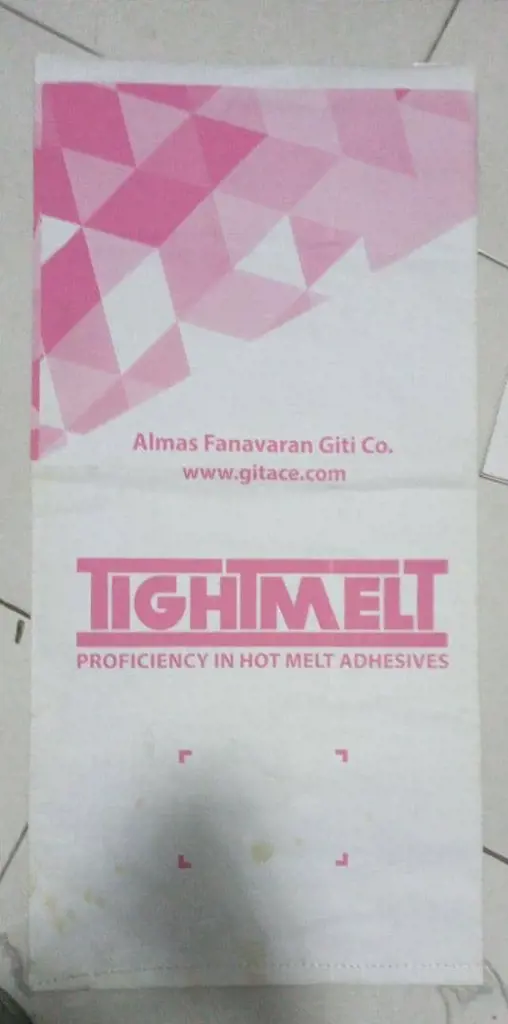 Almas Fanavaran Giti Co.
www.gitace.com
TIGHTMELT
PROFICIENCY IN HOT MELT ADHESIVES